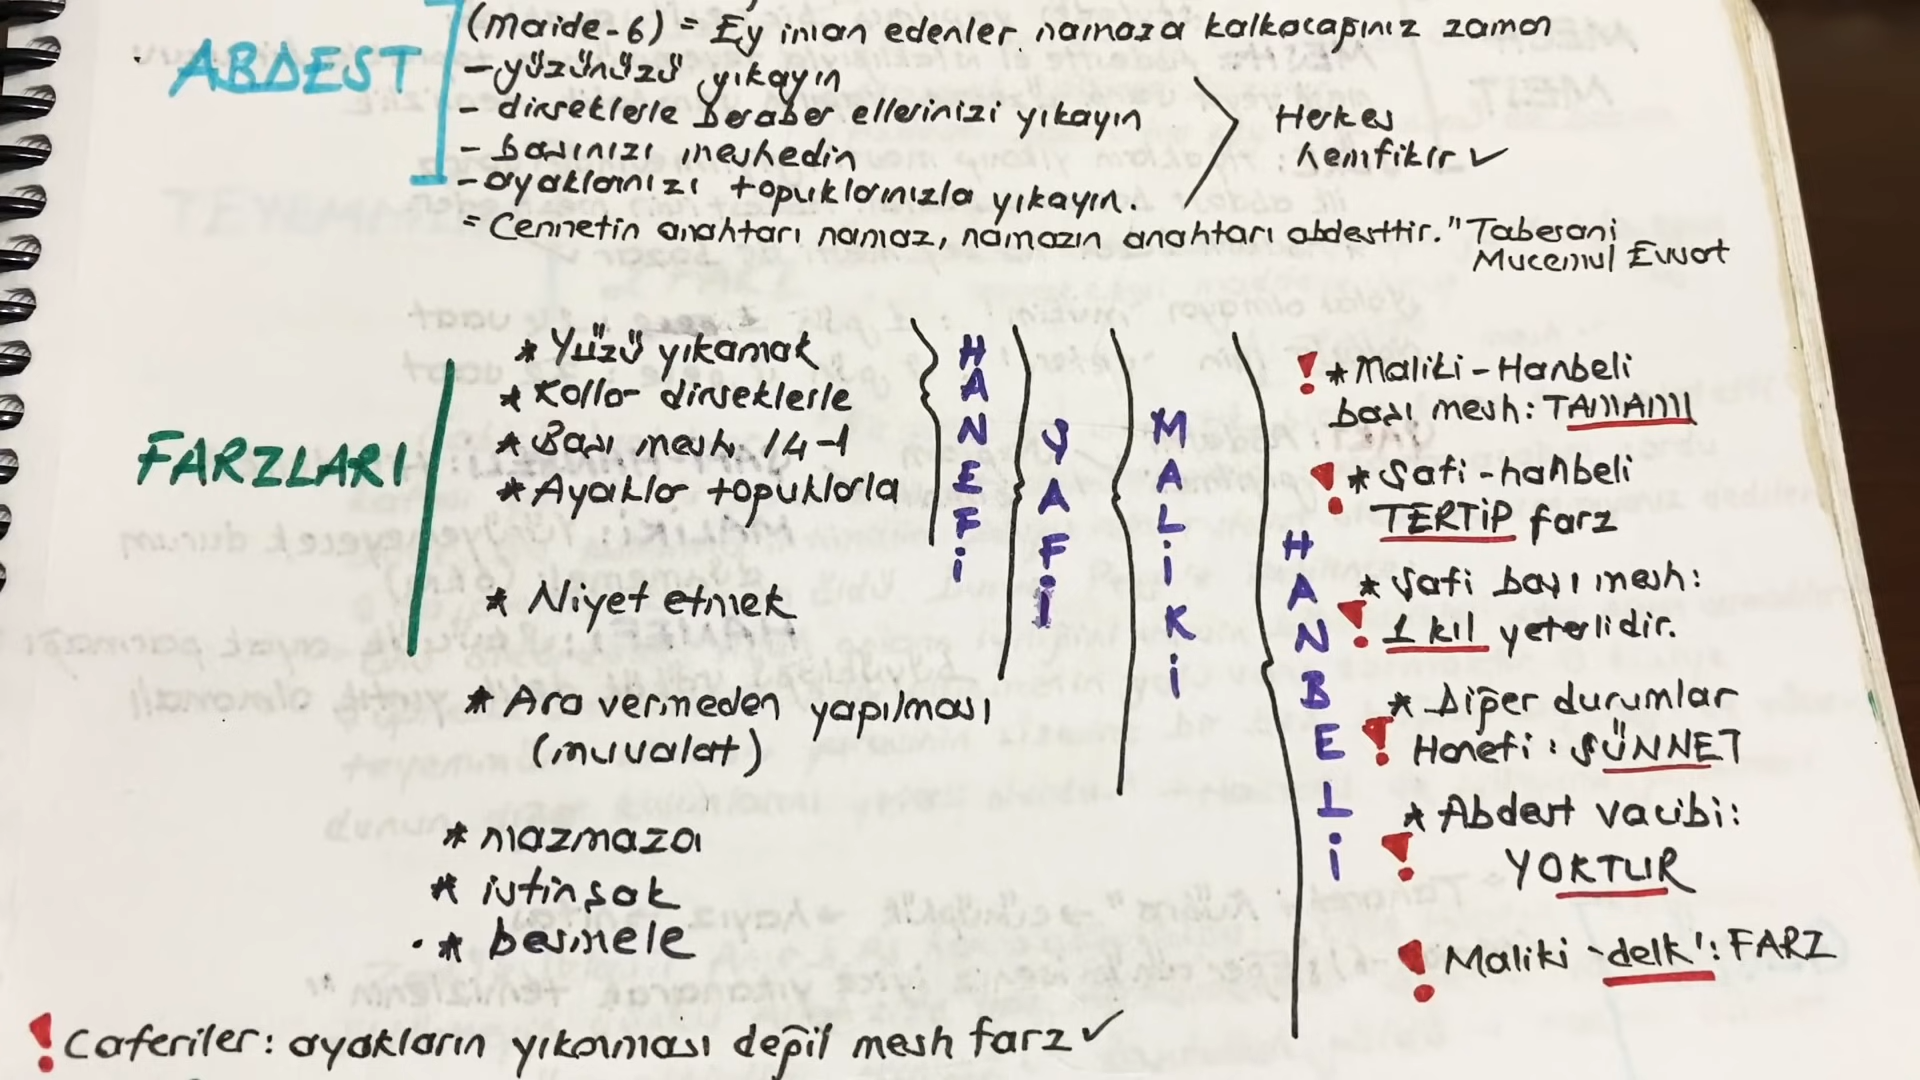 ABDEST
(Maide-6) = Ey iman edenler namaza kalkacağınız zaman
- yüzünüzü yıkayın
- dirseklerle beraber ellerinizi yıkayın
- başınızı meshedin
- ayaklarınızı topuklarınızla yıkayın.
Herkes
hemfikir ✓
= Cennetin anahtarı namaz, namazın anahtarı abdesttir." Taberani
Mucemul Evsat
FARZLARI
* Yüzü yıkamak
* Kollar dirseklerle
* Başı mesh 1/4
* Ayaklar topuklarla
* Niyet etmek
* Ara vermeden yapılması
(muvalat)
* mazmaza
* istinşak
* besmele
HANEFİ
ŞAFİİ
MALİKİ
HANBELİ
! * Maliki - Hanbeli
başı mesh: TAMAMI
! * Şafi - hanbeli
TERTİP farz
* Şafi başı mesh:
! 1 kıl yeterlidir.
* Diğer durumlar
! Hanefi: SÜNNET
* Abdest vacibi:
! YOKTUR
! Maliki "delk": FARZ
! Caferiler: ayakların yıkanması değil mesh farz ✓